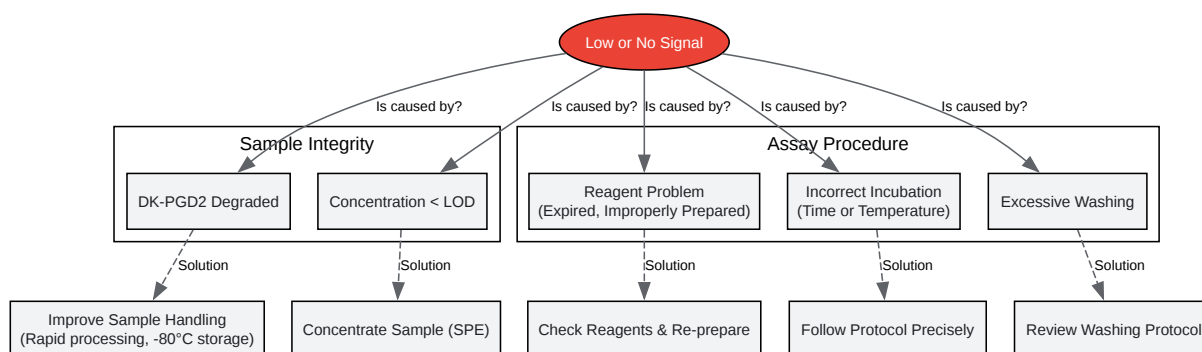 Low or No Signal
Is caused by?
Is caused by?
Is caused by?
Is caused by?
Is caused by?
Sample Integrity
Assay Procedure
DK-PGD2 Degraded
Concentration < LOD
Reagent Problem
(Expired, Improperly Prepared)
Incorrect Incubation
(Time or Temperature)
Excessive Washing
Solution
Solution
Solution
Solution
Solution
Improve Sample Handling
(Rapid processing, -80°C storage)
Concentrate Sample (SPE)
Check Reagents & Re-prepare
Follow Protocol Precisely
Review Washing Protocol